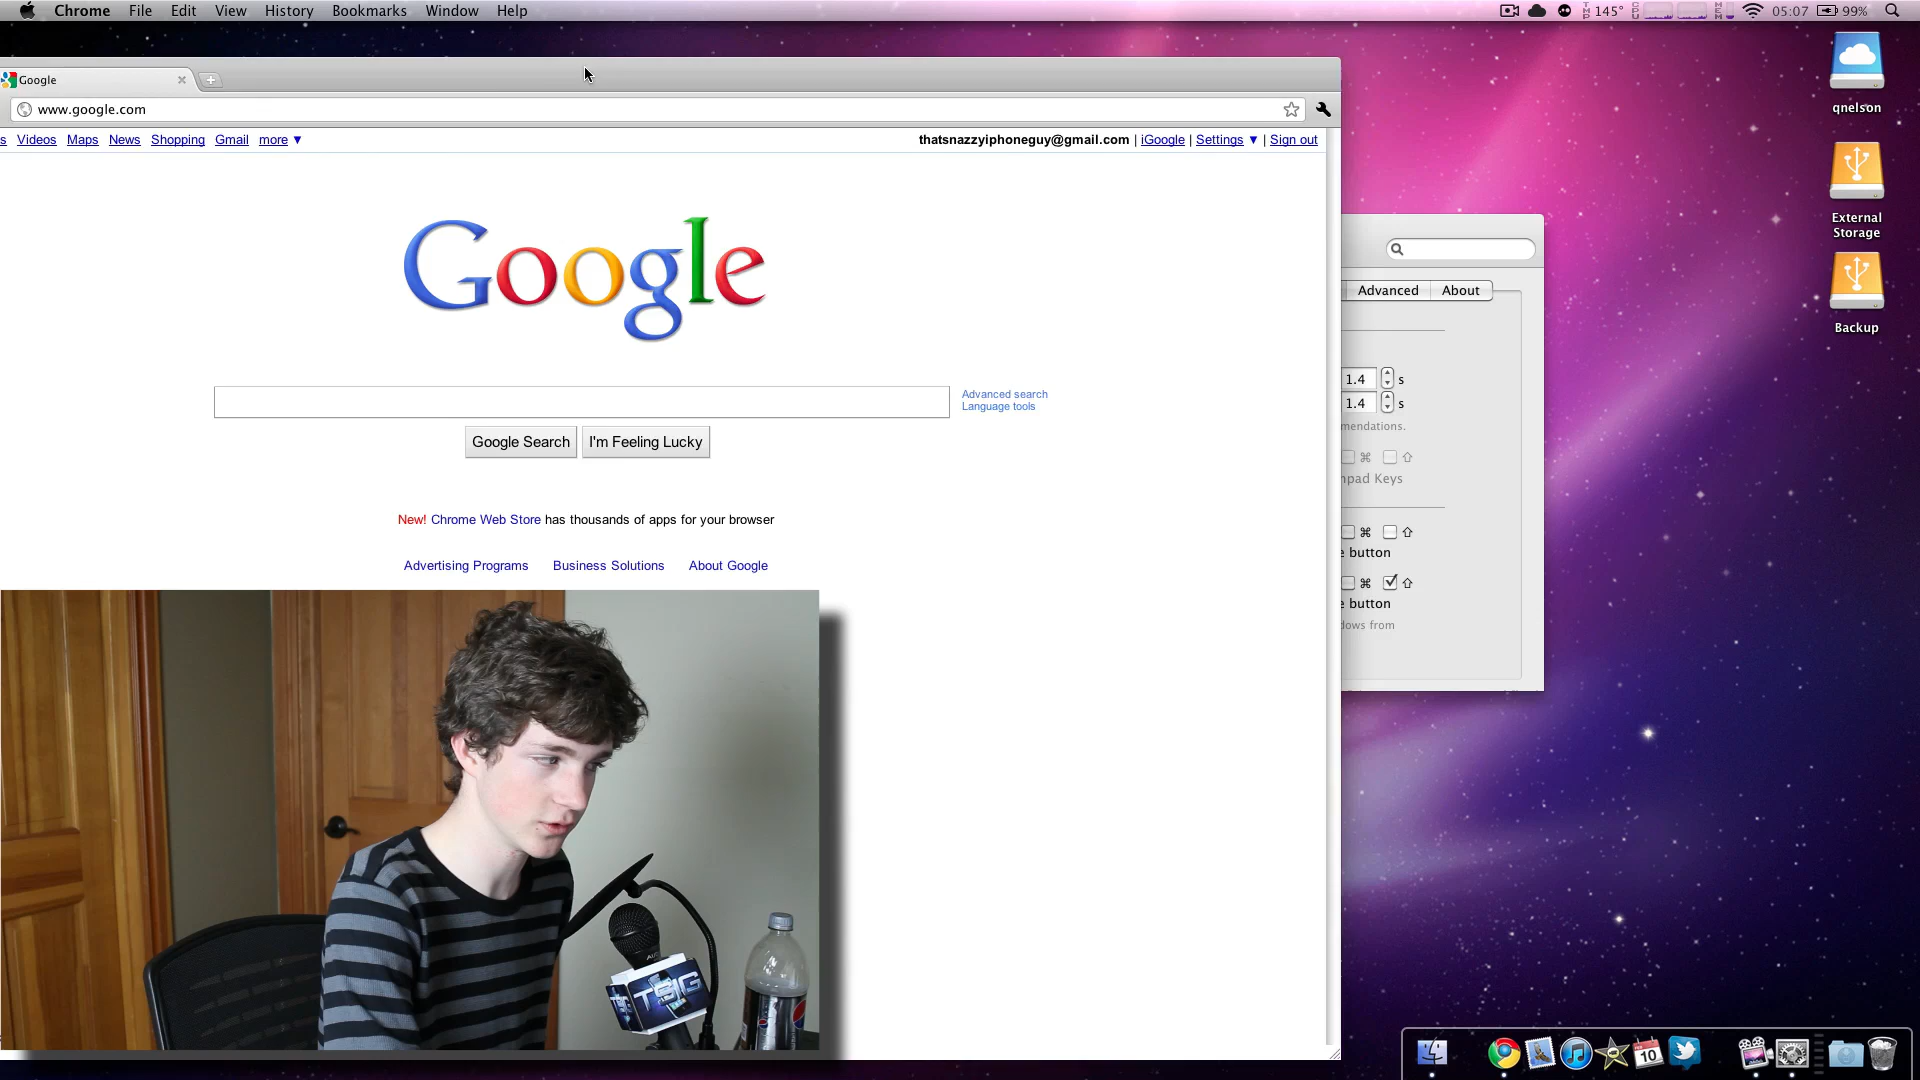 Chrome File Edit View History Bookmarks Window Help
145° 05:07 99%
Google
www.google.com
s Videos Maps News Shopping Gmail more ▼
thatsnazzyiphoneguy@gmail.com | iGoogle | Settings ▼ | Sign out
Google
Advanced search
Language tools
Google Search I'm Feeling Lucky
New! Chrome Web Store has thousands of apps for your browser
Advertising Programs Business Solutions About Google
qnelson
External
Storage
Backup
Advanced About
1.4 s
1.4 s
mendations.
⌘ ⇧
npad Keys
⌘ ⇧
e button
⌘ ⇧
e button
dows from
TSIG
10